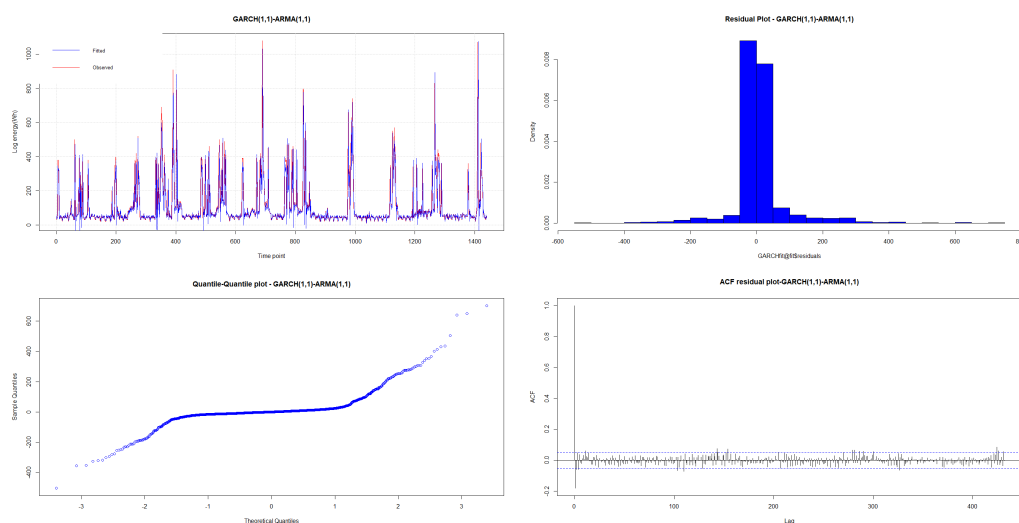 GARCH(1,1)-ARMA(1,1)
Fitted
Observed
Log energy(Wh)
1000
800
600
400
200
0
0 200 400 600 800 1000 1200 1400
Time point
Residual Plot - GARCH(1,1)-ARMA(1,1)
Density
0.008
0.006
0.004
0.002
0.000
-600 -400 -200 0 200 400 600
GARCHfit@fit$residuals
Quantile-Quantile plot - GARCH(1,1)-ARMA(1,1)
Sample Quantiles
600
400
200
0
-200
-400
-3 -2 -1 0 1 2 3
Theoretical Quantiles
ACF residual plot-GARCH(1,1)-ARMA(1,1)
ACF
1.0
0.8
0.6
0.4
0.2
0.0
-0.2
0 100 200 300 400
Lag